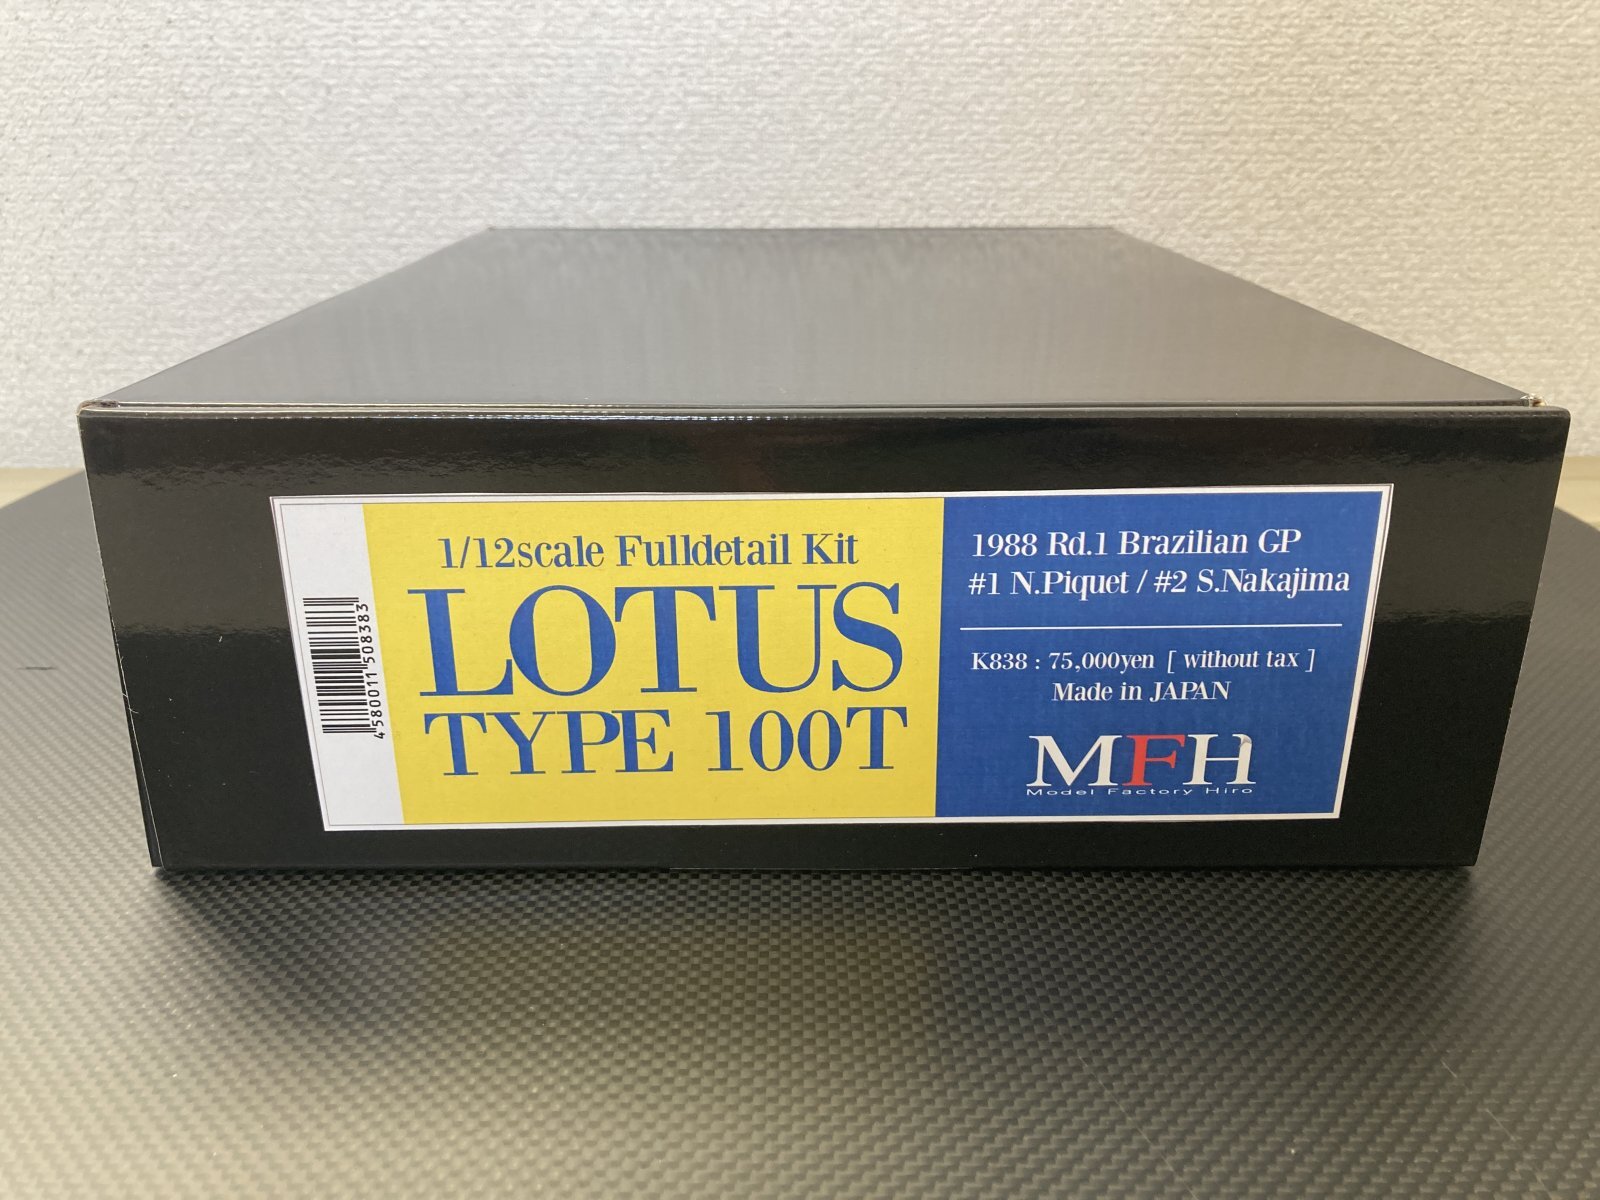 4580011508383
1/12scale Fulldetail Kit
LOTUS
TYPE 100T
1988 Rd.1 Brazilian GP
#1 N.Piquet / #2 S.Nakajima
K838 : 75,000yen [ without tax ]
Made in JAPAN
MFH
Model Factory Hiro